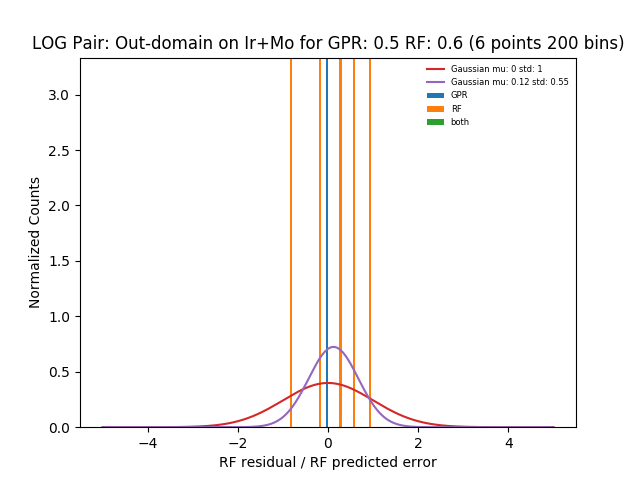 LOG Pair: Out-domain on Ir+Mo for GPR: 0.5 RF: 0.6 (6 points 200 bins)
Gaussian mu: 0 std: 1
Gaussian mu: 0.12 std: 0.55
GPR
RF
both
Normalized Counts
3.0
2.5
2.0
1.5
1.0
0.5
0.0
−4
−2
0
2
4
RF residual / RF predicted error